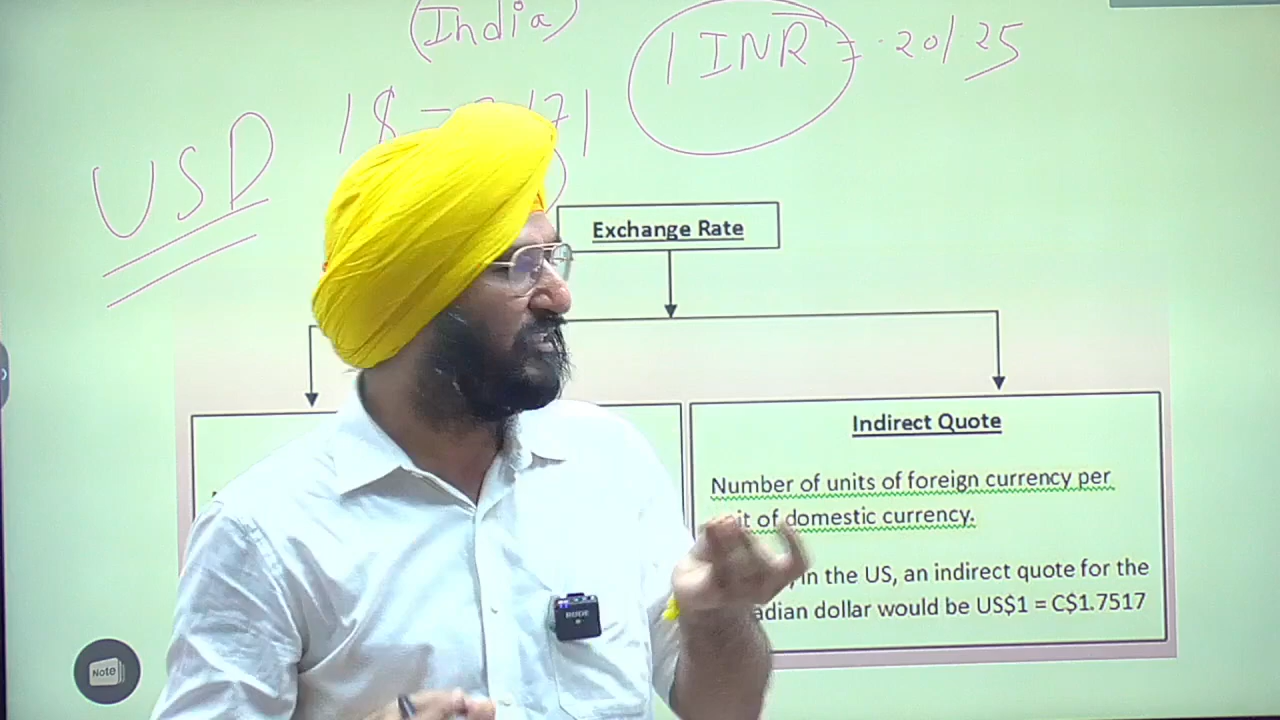 (India)
1 INR = .20/.25
USD
Exchange Rate
Indirect Quote
Number of units of foreign currency per
of domestic currency.
in the US, an indirect quote for the
dollar would be US$1 = C$1.7517
RODE
Note